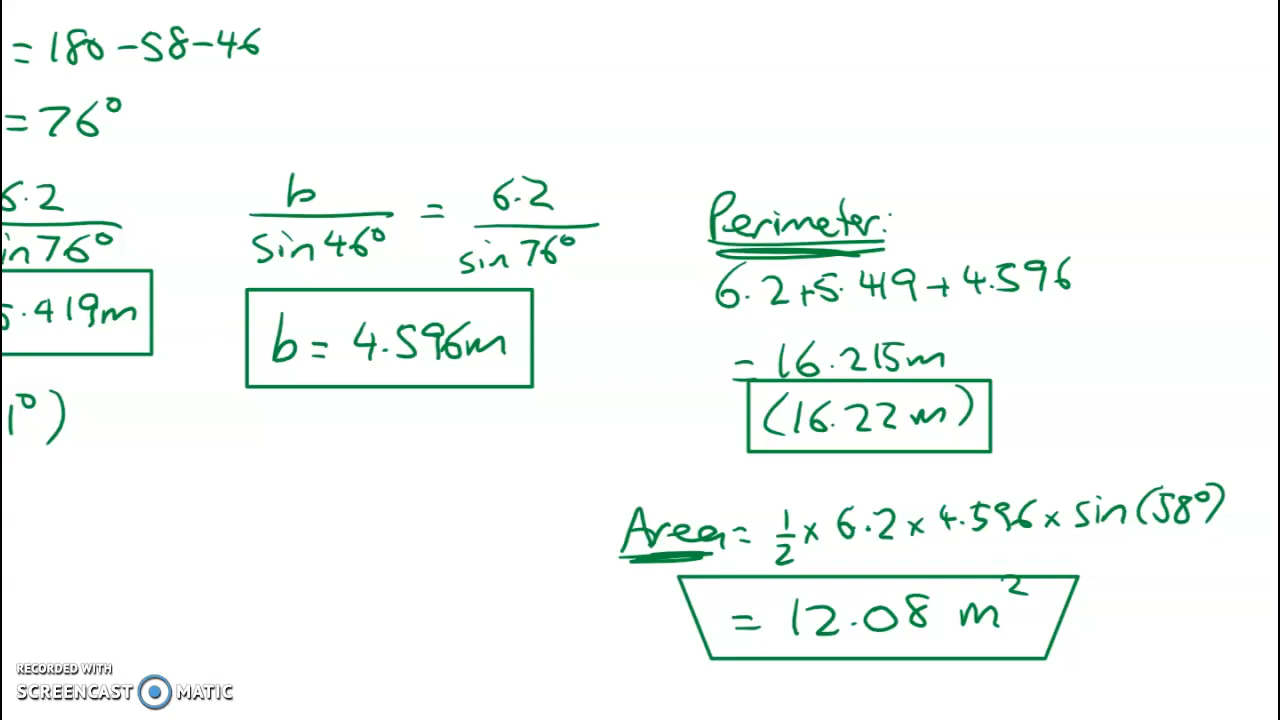 = 180 - 58 - 46
= 76°
6.2
sin 76°
5.419m
1°)
b / sin 46° = 6.2 / sin 76°
b = 4.596m
Perimeter:
6.2 + 5.419 + 4.596
= 16.215m
(16.22 m)
Area = 1/2 × 6.2 × 4.596 × sin(58°)
= 12.08 m²
RECORDED WITH
SCREENCAST MATIC